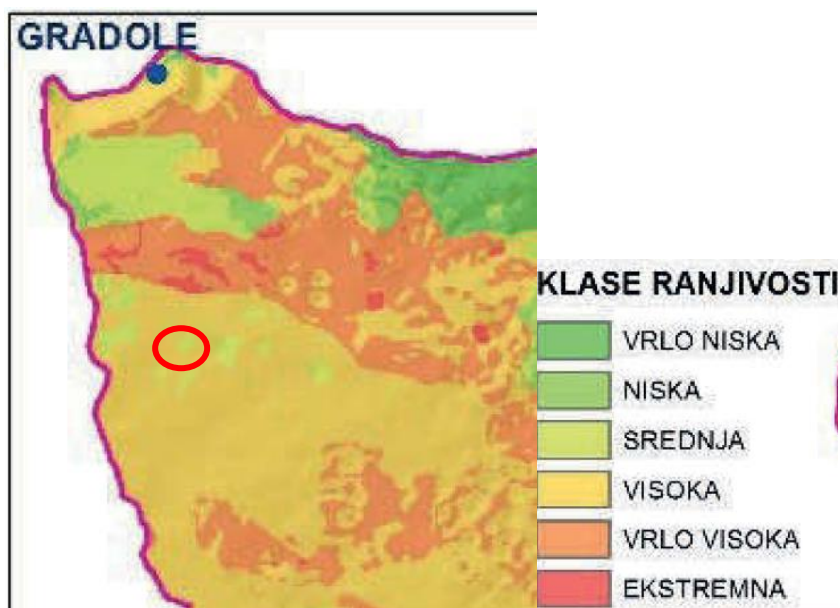 GRADOLE
KLASE RANJIVOSTI
VRLO NISKA
NISKA
SREDNJA
VISOKA
VRLO VISOKA
EKSTREMNA